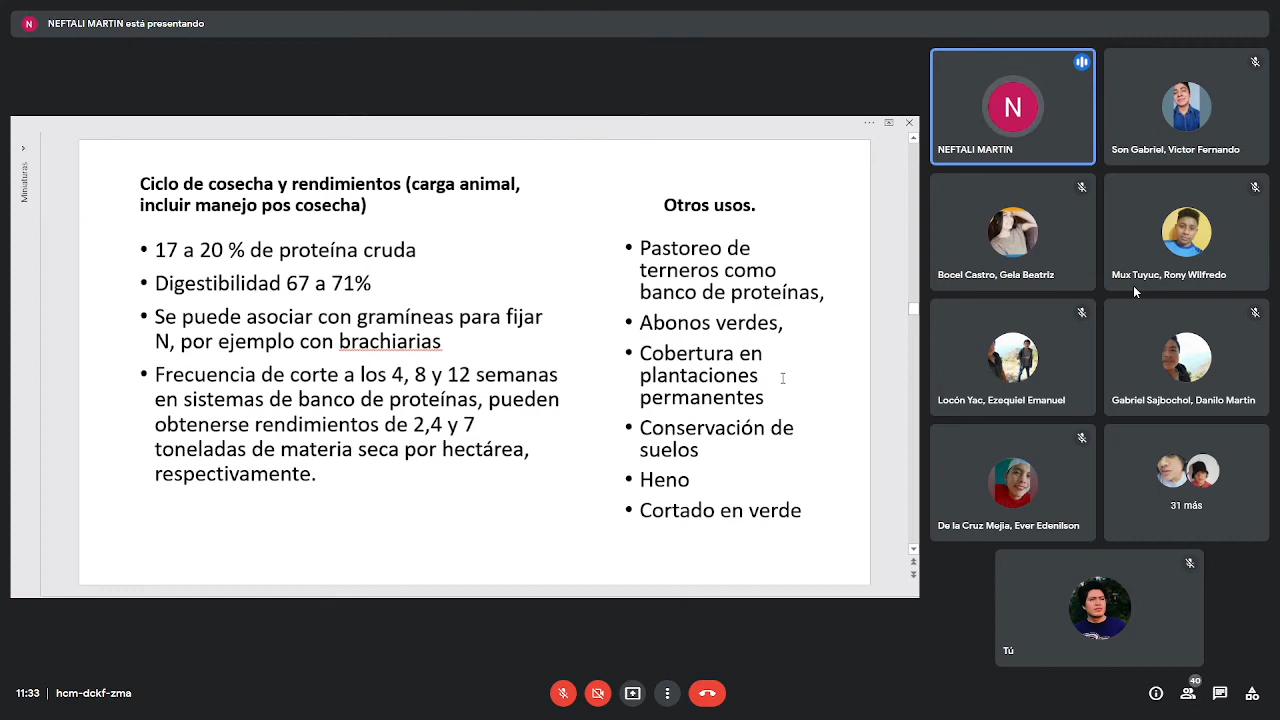 N NEFTALI MARTIN está presentando
Miniaturas
Ciclo de cosecha y rendimientos (carga animal,
incluir manejo pos cosecha)
• 17 a 20 % de proteína cruda
• Digestibilidad 67 a 71%
• Se puede asociar con gramíneas para fijar
N, por ejemplo con brachiarias
• Frecuencia de corte a los 4, 8 y 12 semanas
en sistemas de banco de proteínas, pueden
obtenerse rendimientos de 2,4 y 7
toneladas de materia seca por hectárea,
respectivamente.
Otros usos.
• Pastoreo de
terneros como
banco de proteínas,
• Abonos verdes,
• Cobertura en
plantaciones
permanentes
• Conservación de
suelos
• Heno
• Cortado en verde
N
NEFTALI MARTIN
Son Gabriel, Victor Fernando
Bocel Castro, Gela Beatriz
Mux Tuyuc, Rony Wilfredo
Locón Yac, Ezequiel Emanuel
Gabriel Sajbochol, Danilo Martin
De la Cruz Mejia, Ever Edenilson
31 más
Tú
11:33 | hcm-dckf-zma
40